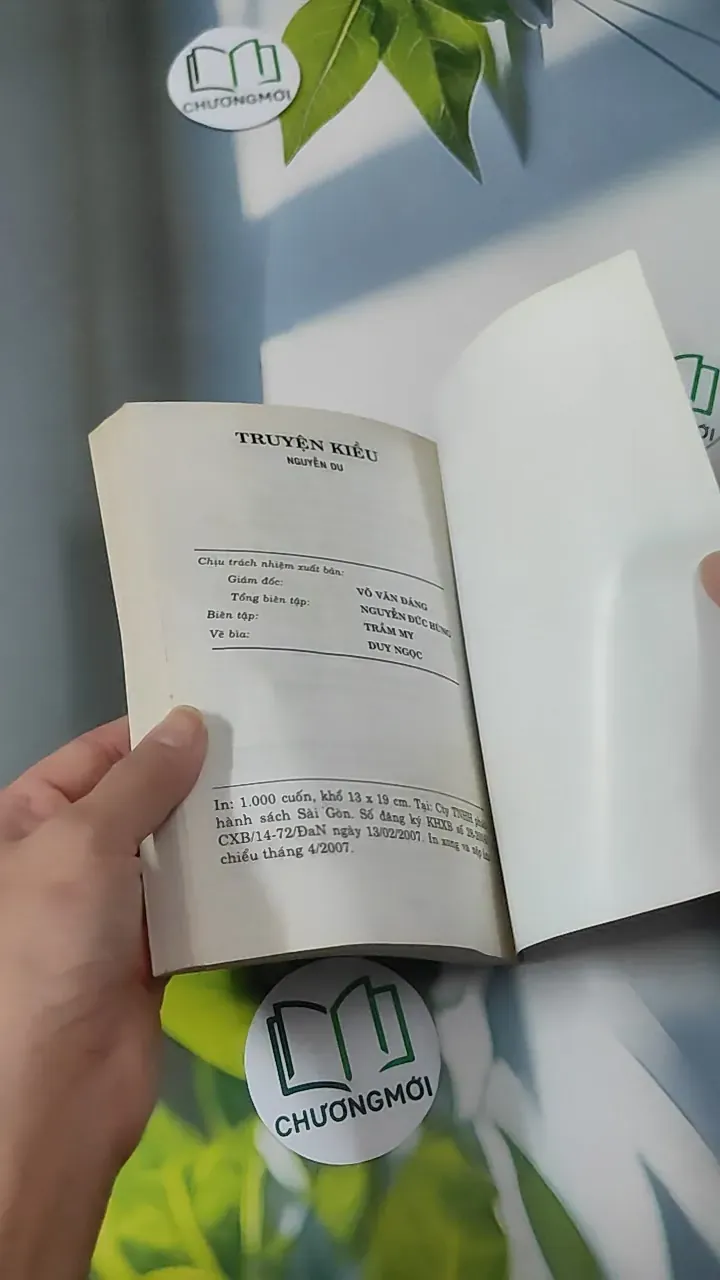 CHƯƠNGMỚI
TRUYỆN KIỀU
NGUYỄN DU
Chịu trách nhiệm xuất bản:
Giám đốc: VÕ VĂN ĐÁNG
Tổng biên tập: NGUYỄN ĐỨC HÙNG
Biên tập: TRẦM MY
Vẽ bìa: DUY NGỌC
In: 1.000 cuốn, khổ 13 x 19 cm. Tại: Cty TNHH
hành sách Sài Gòn. Số đăng ký KHXB số
CXB/14-72/ĐaN ngày 13/02/2007. In xong và nộp
chiểu tháng 4/2007.
CHƯƠNGMỚI